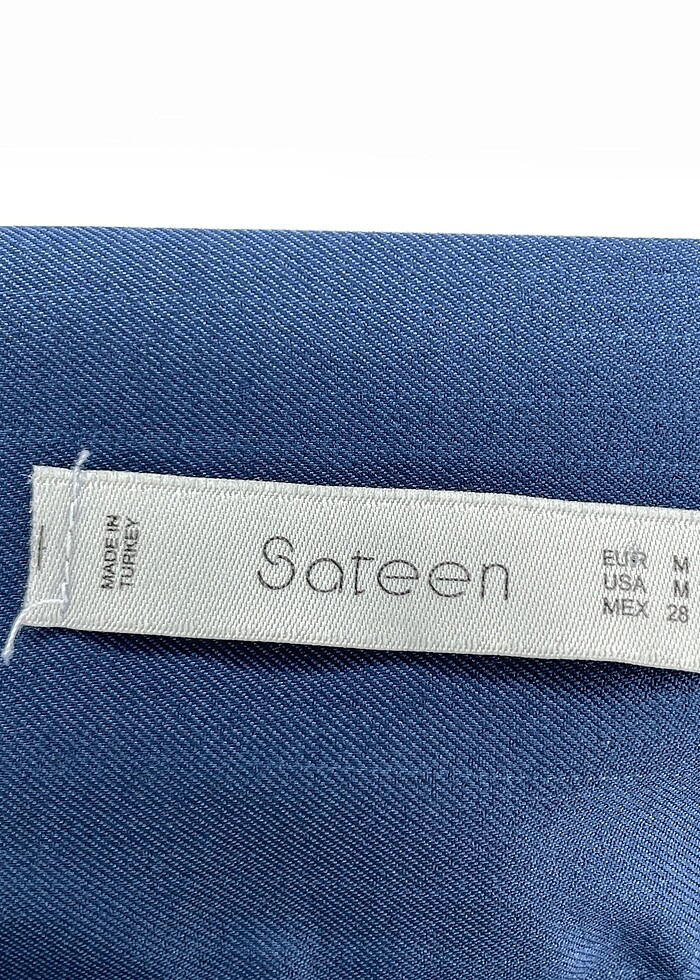 MADE IN
TURKEY
Sateen
EUR M
USA M
MEX 28